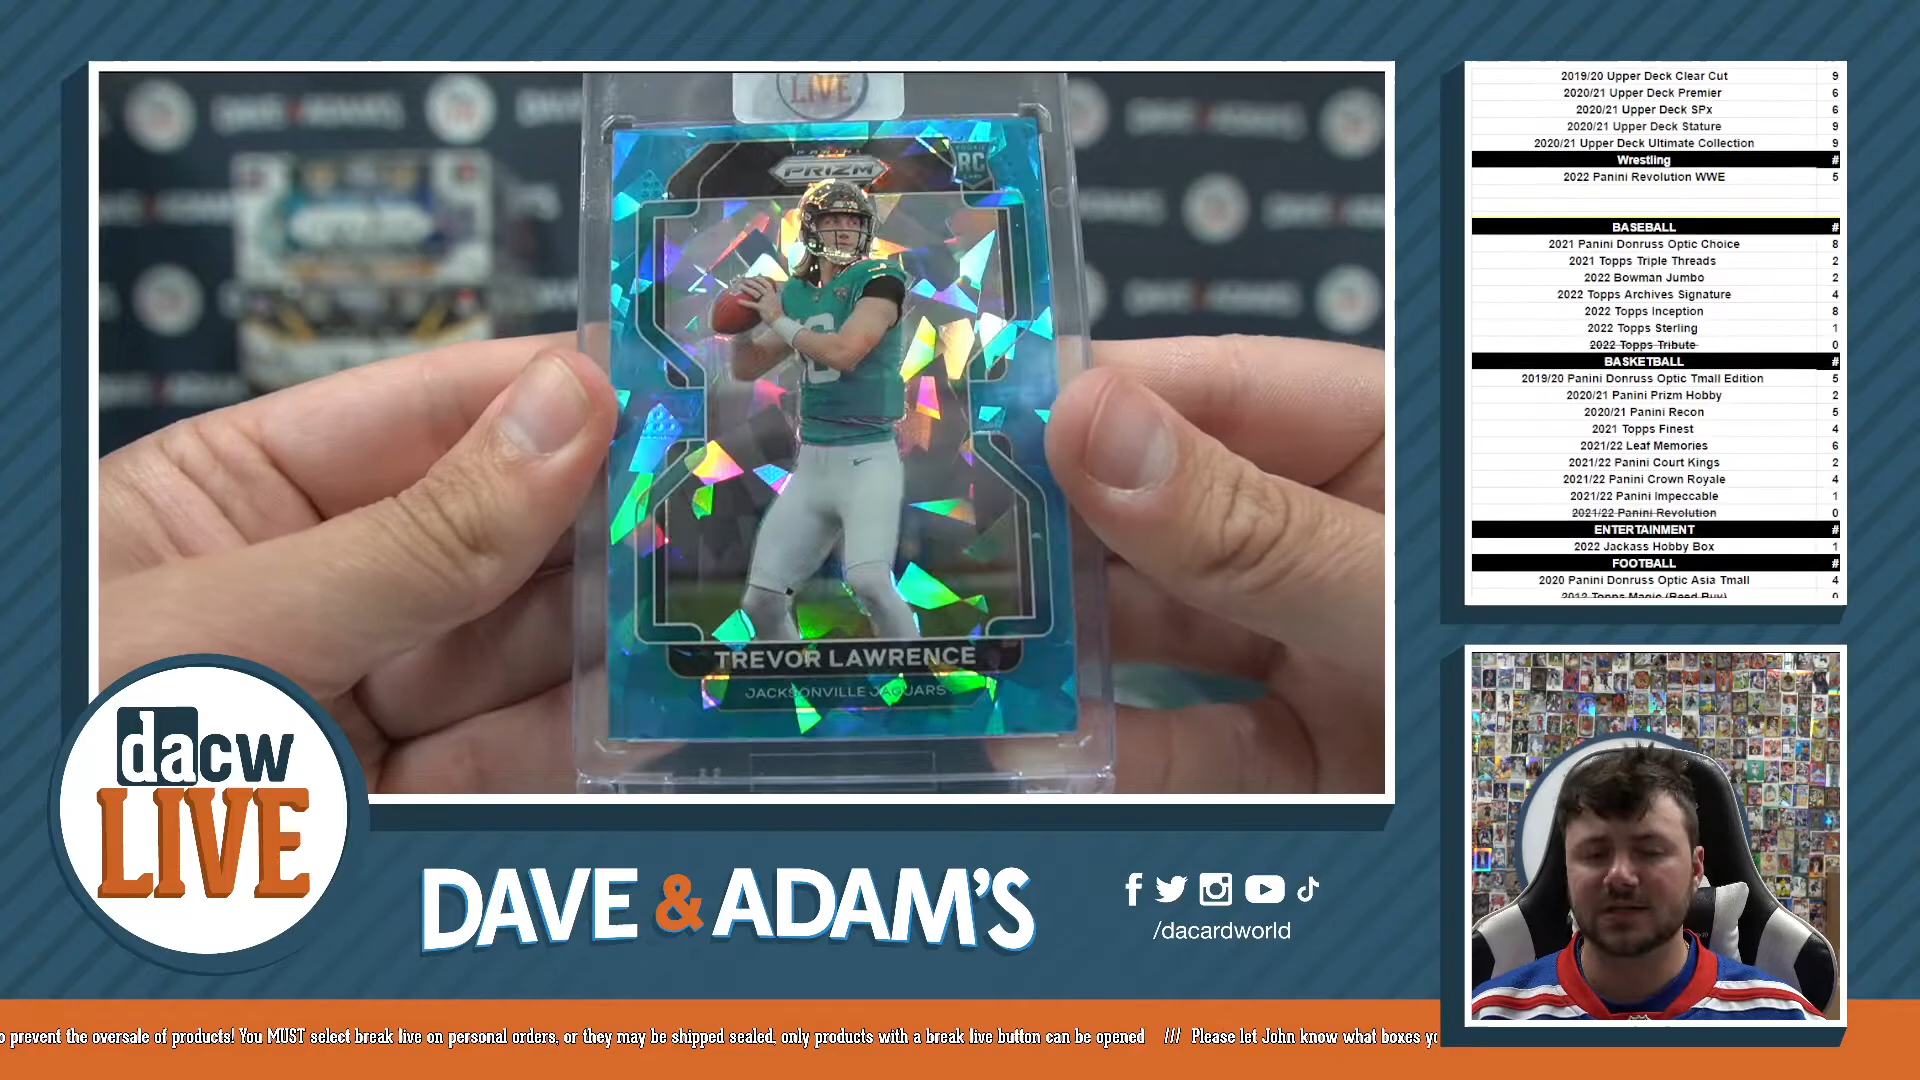 LIVE
PANINI
PRIZM
RC
TREVOR LAWRENCE
JACKSONVILLE JAGUARS
2019/20 Upper Deck Clear Cut 9
2020/21 Upper Deck Premier 6
2020/21 Upper Deck SPx 6
2020/21 Upper Deck Stature 9
2020/21 Upper Deck Ultimate Collection 9
Wrestling #
2022 Panini Revolution WWE 5
BASEBALL #
2021 Panini Donruss Optic Choice 8
2021 Topps Triple Threads 2
2022 Bowman Jumbo 2
2022 Topps Archives Signature 4
2022 Topps Inception 8
2022 Topps Sterling 1
2022 Topps Tribute 0
BASKETBALL #
2019/20 Panini Donruss Optic Tmall Edition 5
2020/21 Panini Prizm Hobby 2
2020/21 Panini Recon 5
2021 Topps Finest 4
2021/22 Leaf Memories 6
2021/22 Panini Court Kings 2
2021/22 Panini Crown Royale 4
2021/22 Panini Impeccable 1
2021/22 Panini Revolution 0
ENTERTAINMENT #
2022 Jackass Hobby Box 1
FOOTBALL #
2020 Panini Donruss Optic Asia Tmall 4
2012 Topps Magic (Reed Buy) 0
dacw
LIVE
DAVE & ADAM'S
/dacardworld
o prevent the oversale of products! You MUST select break live on personal orders, or they may be shipped sealed, only products with a break live button can be opened /// Please let John know what boxes yo